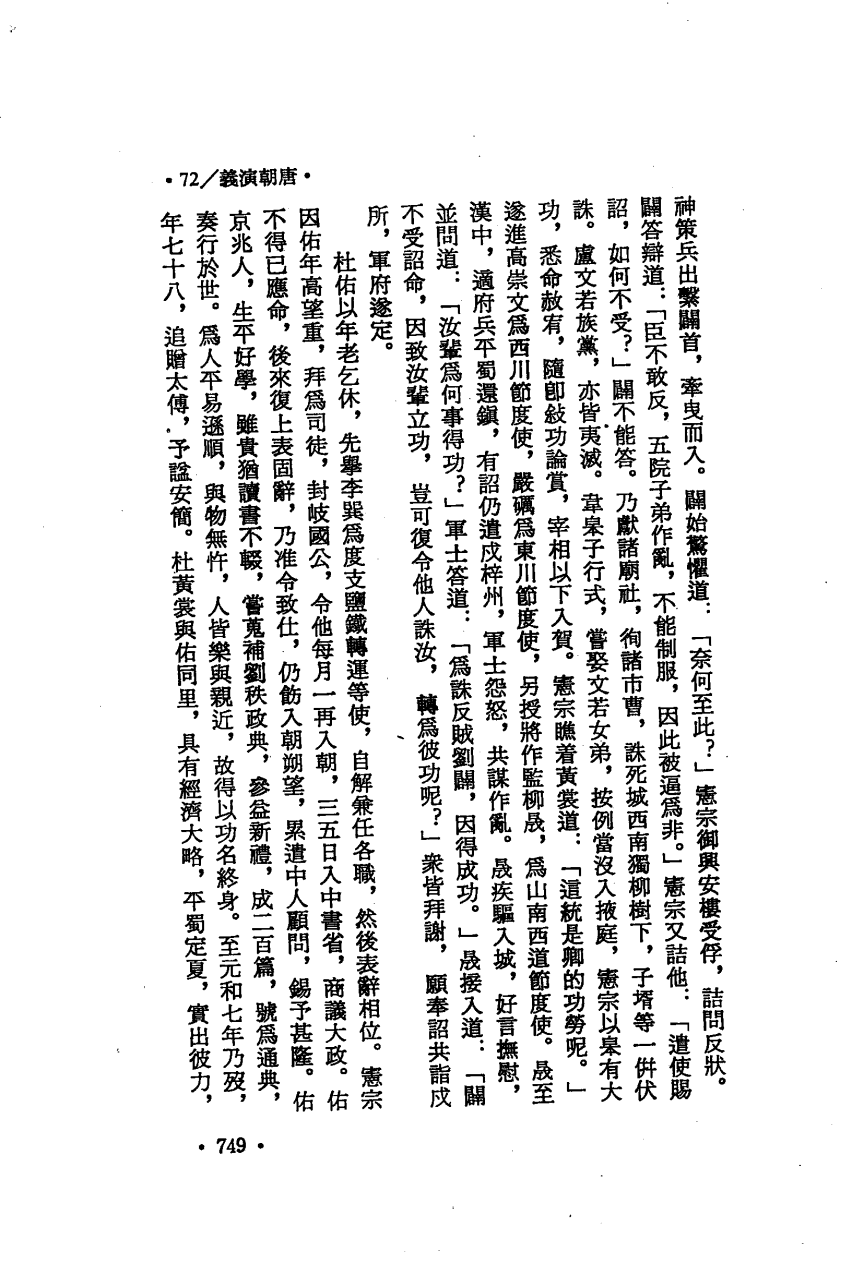 ·唐朝演義/72·
神策兵出繫闢首，牽曳而入。闢始驚懼道：「奈何至此？」憲宗御興安樓受俘，詰問反狀。
闢答辯道：「臣不敢反，五院子弟作亂，不能制服，因此被逼爲非。」憲宗又詰他：「遣使賜
詔，如何不受？」闢不能答。乃獻諸廟社，徇諸市曹，誅死城西南獨柳樹下，子壻等一併伏
誅。盧文若族黨，亦皆夷滅。韋臯子行式，嘗娶文若女弟，按例當沒入掖庭，憲宗以臯有大
功，悉命赦宥，隨卽敍功論賞，宰相以下入賀。憲宗瞧着黃裳道：「這統是卿的功勞呢。」
遂進高崇文爲西川節度使，嚴礪爲東川節度使，另授將作監柳晟，爲山南西道節度使。晟至
漢中，適府兵平蜀還鎭，有詔仍遣戍梓州，軍士怨怒，共謀作亂。晟疾驅入城，好言撫慰，
並問道：「汝輩爲何事得功？」軍士答道：「爲誅反賊劉闢，因得成功。」晟接入道：「闢
不受詔命，因致汝輩立功，豈可復令他人誅汝，轉爲彼功呢？」衆皆拜謝，願奉詔共詣戍
所，軍府遂定。
杜佑以年老乞休，先擧李巽爲度支鹽鐵轉運等使，自解兼任各職，然後表辭相位。憲宗
因佑年高望重，拜爲司徒，封岐國公，令他每月一再入朝，三五日入中書省，商議大政。佑
不得已應命，後來復上表固辭，乃准令致仕，仍飭入朝朔望，累遣中人顧問，錫予甚隆。佑
京兆人，生平好學，雖貴猶讀書不輟，嘗蒐補劉秩政典，參益新禮，成二百篇，號爲通典，
奏行於世。爲人平易遜順，與物無忤，人皆樂與親近，故得以功名終身。至元和七年乃歿，
年七十八，追贈太傅，予諡安簡。杜黃裳與佑同里，具有經濟大略，平蜀定夏，實出彼力，
·749·